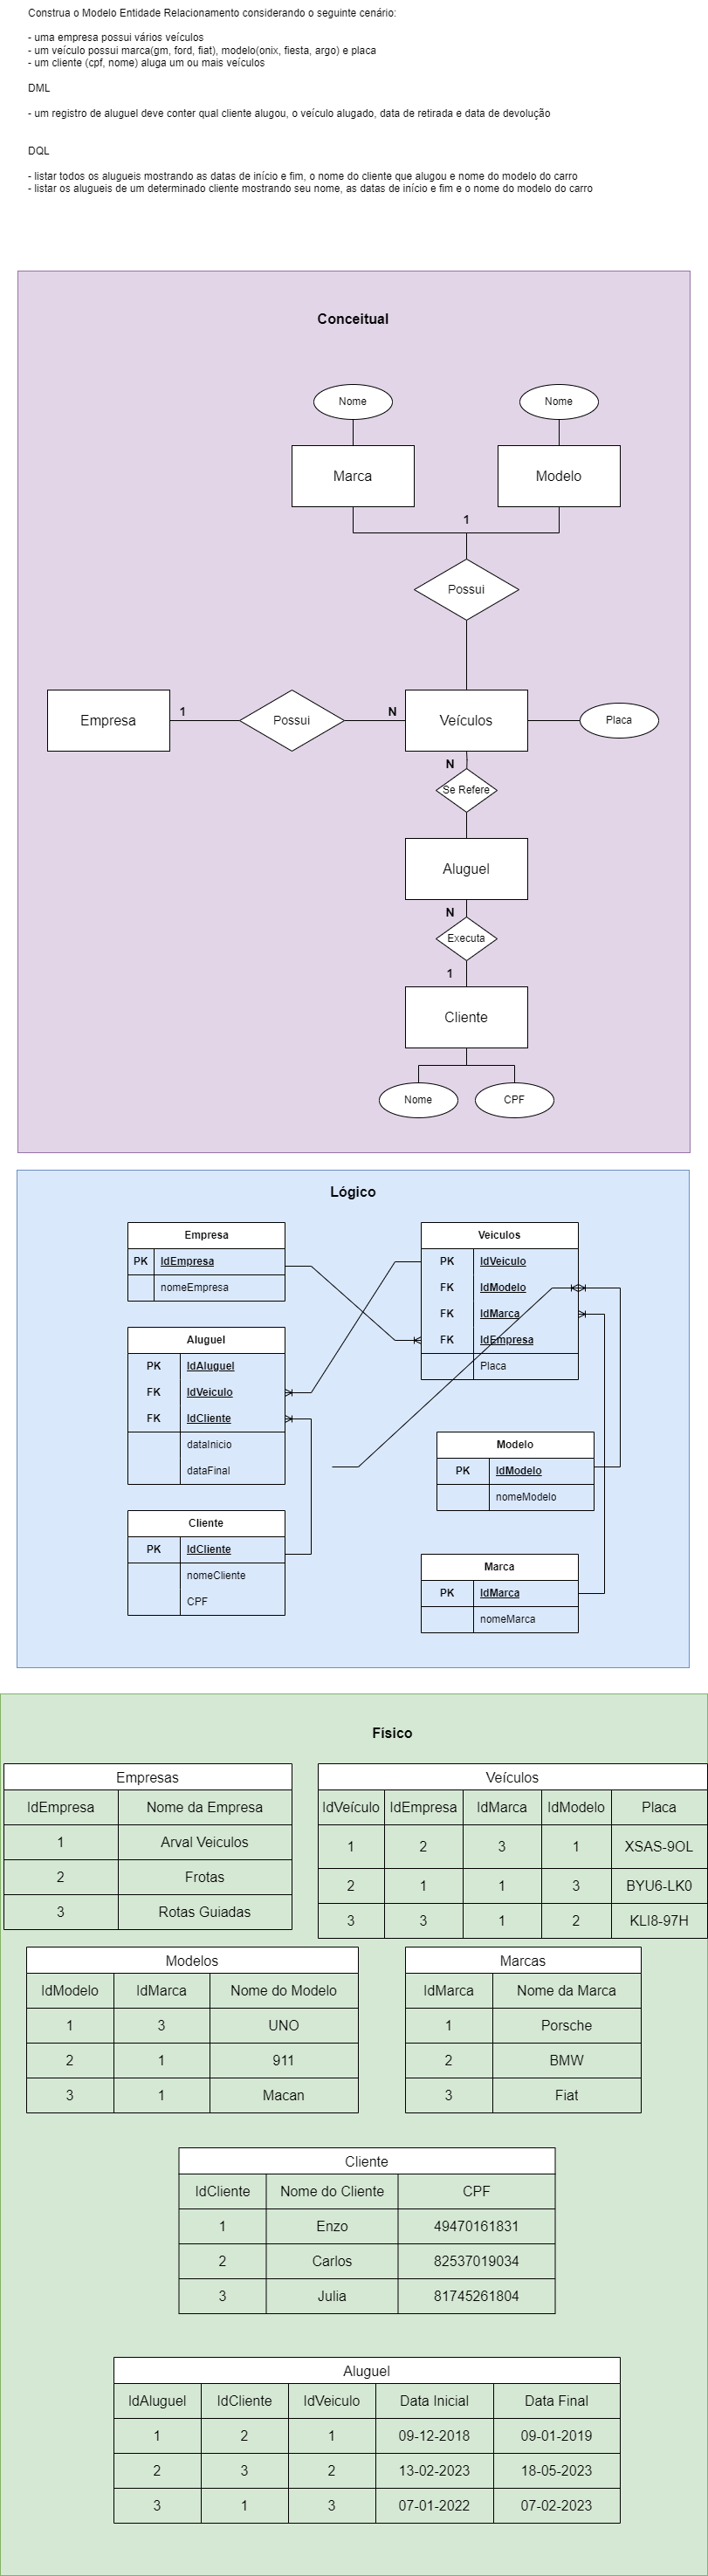 Construa o Modelo Entidade Relacionamento considerando o seguinte cenário:
- uma empresa possui vários veículos
- um veículo possui marca(gm, ford, fiat), modelo(onix, fiesta, argo) e placa
- um cliente (cpf, nome) aluga um ou mais veículos
DML
- um registro de aluguel deve conter qual cliente alugou, o veículo alugado, data de retirada e data de devolução
DQL
- listar todos os alugueis mostrando as datas de início e fim, o nome do cliente que alugou e nome do modelo do carro
- listar os alugueis de um determinado cliente mostrando seu nome, as datas de início e fim e o nome do modelo do carro
Conceitual
Nome
Nome
Marca
Modelo
1
Possui
Empresa
1
Possui
N
Veículos
Placa
N
Se Refere
Aluguel
N
Executa
1
Cliente
Nome
CPF
Lógico
Empresa
PK IdEmpresa
nomeEmpresa
Veiculos
PK IdVeiculo
FK IdModelo
FK IdMarca
FK IdEmpresa
Placa
Aluguel
PK IdAluguel
FK IdVeiculo
FK IdCliente
dataInicio
dataFinal
Modelo
PK IdModelo
nomeModelo
Cliente
PK IdCliente
nomeCliente
CPF
Marca
PK IdMarca
nomeMarca
Físico
Empresas
IdEmpresa Nome da Empresa
1 Arval Veiculos
2 Frotas
3 Rotas Guiadas
Veículos
IdVeículo IdEmpresa IdMarca IdModelo Placa
1 2 3 1 XSAS-9OL
2 1 1 3 BYU6-LK0
3 3 1 2 KLI8-97H
Modelos
IdModelo IdMarca Nome do Modelo
1 3 UNO
2 1 911
3 1 Macan
Marcas
IdMarca Nome da Marca
1 Porsche
2 BMW
3 Fiat
Cliente
IdCliente Nome do Cliente CPF
1 Enzo 49470161831
2 Carlos 82537019034
3 Julia 81745261804
Aluguel
IdAluguel IdCliente IdVeiculo Data Inicial Data Final
1 2 1 09-12-2018 09-01-2019
2 3 2 13-02-2023 18-05-2023
3 1 3 07-01-2022 07-02-2023